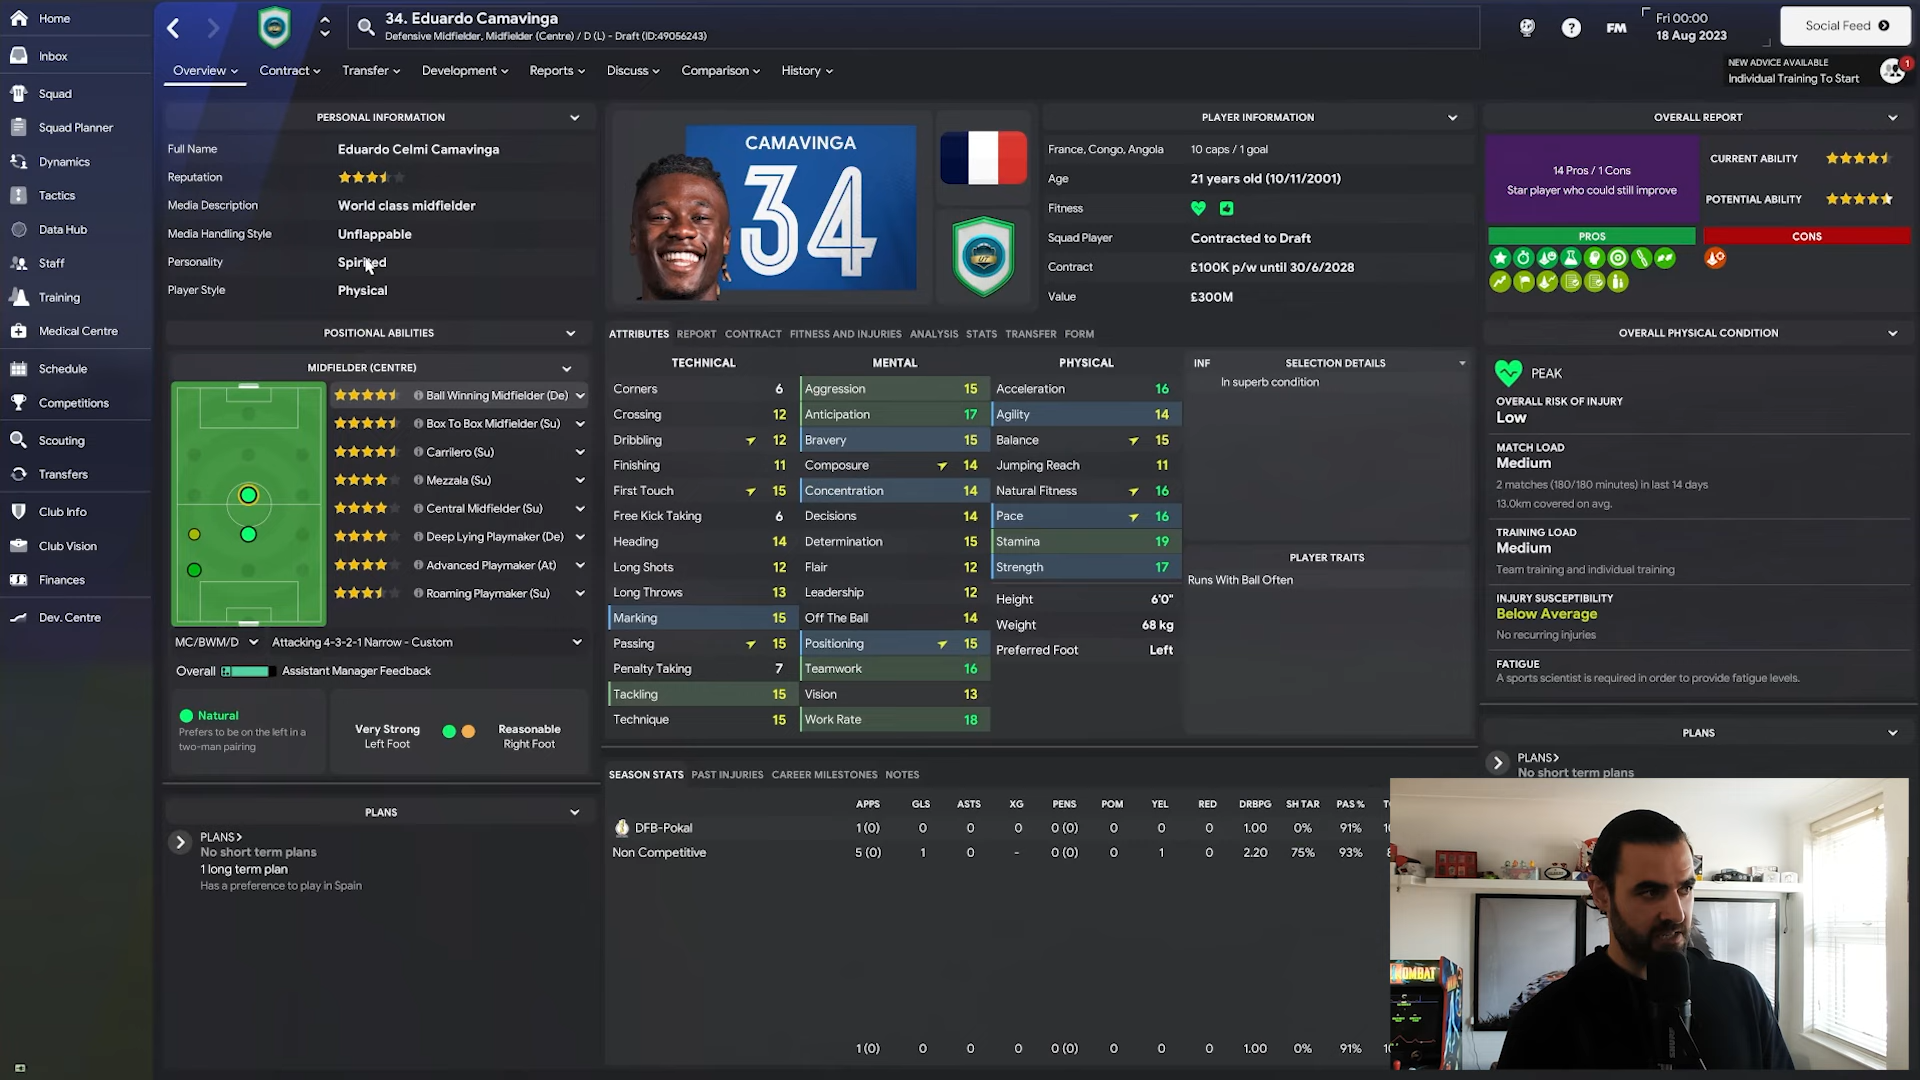 Home
Inbox
Squad
Squad Planner
Dynamics
Tactics
Data Hub
Staff
Training
Medical Centre
Schedule
Competitions
Scouting
Transfers
Club Info
Club Vision
Finances
Dev. Centre
34. Eduardo Camavinga
Defensive Midfielder, Midfielder (Centre) / D (L) - Draft (ID:49056243)
FM
Fri 00:00
18 Aug 2023
Social Feed
NEW ADVICE AVAILABLE
Individual Training To Start
1
Overview Contract Transfer Development Reports Discuss Comparison History
PERSONAL INFORMATION
Full Name Eduardo Celmi Camavinga
Reputation
Media Description World class midfielder
Media Handling Style Unflappable
Personality Spirited
Player Style Physical
CAMAVINGA
34
PLAYER INFORMATION
France, Congo, Angola 10 caps / 1 goal
Age 21 years old (10/11/2001)
Fitness
Squad Player Contracted to Draft
Contract £100K p/w until 30/6/2028
Value £300M
OVERALL REPORT
14 Pros / 1 Cons
Star player who could still improve
CURRENT ABILITY
POTENTIAL ABILITY
PROS CONS
POSITIONAL ABILITIES
MIDFIELDER (CENTRE)
Ball Winning Midfielder (De)
Box To Box Midfielder (Su)
Carrilero (Su)
Mezzala (Su)
Central Midfielder (Su)
Deep Lying Playmaker (De)
Advanced Playmaker (At)
Roaming Playmaker (Su)
MC/BWM/D Attacking 4-3-2-1 Narrow - Custom
Overall Assistant Manager Feedback
Natural
Prefers to be on the left in a
two-man pairing
Very Strong
Left Foot
Reasonable
Right Foot
PLANS
PLANS>
No short term plans
1 long term plan
Has a preference to play in Spain
ATTRIBUTES REPORT CONTRACT FITNESS AND INJURIES ANALYSIS STATS TRANSFER FORM
TECHNICAL
Corners 6
Crossing 12
Dribbling 12
Finishing 11
First Touch 15
Free Kick Taking 6
Heading 14
Long Shots 12
Long Throws 13
Marking 15
Passing 15
Penalty Taking 7
Tackling 15
Technique 15
MENTAL
Aggression 15
Anticipation 17
Bravery 15
Composure 14
Concentration 14
Decisions 14
Determination 15
Flair 12
Leadership 12
Off The Ball 14
Positioning 15
Teamwork 16
Vision 13
Work Rate 18
PHYSICAL
Acceleration 16
Agility 14
Balance 15
Jumping Reach 11
Natural Fitness 16
Pace 16
Stamina 19
Strength 17
Height 6'0"
Weight 68 kg
Preferred Foot Left
INF SELECTION DETAILS
In superb condition
PLAYER TRAITS
Runs With Ball Often
OVERALL PHYSICAL CONDITION
PEAK
OVERALL RISK OF INJURY
Low
MATCH LOAD
Medium
2 matches (180/180 minutes) in last 14 days
13.0km covered on avg.
TRAINING LOAD
Medium
Team training and individual training
INJURY SUSCEPTIBILITY
Below Average
No recurring injuries
FATIGUE
A sports scientist is required in order to provide fatigue levels.
PLANS
PLANS>
No short term plans
SEASON STATS PAST INJURIES CAREER MILESTONES NOTES
APPS GLS ASTS XG PENS POM YEL RED DRBPG SH TAR PAS %
DFB-Pokal 1 (0) 0 0 0 0 (0) 0 0 0 1.00 0% 91%
Non Competitive 5 (0) 1 0 - 0 (0) 0 1 0 2.20 75% 93%
1 (0) 0 0 0 0 (0) 0 0 0 1.00 0% 91%